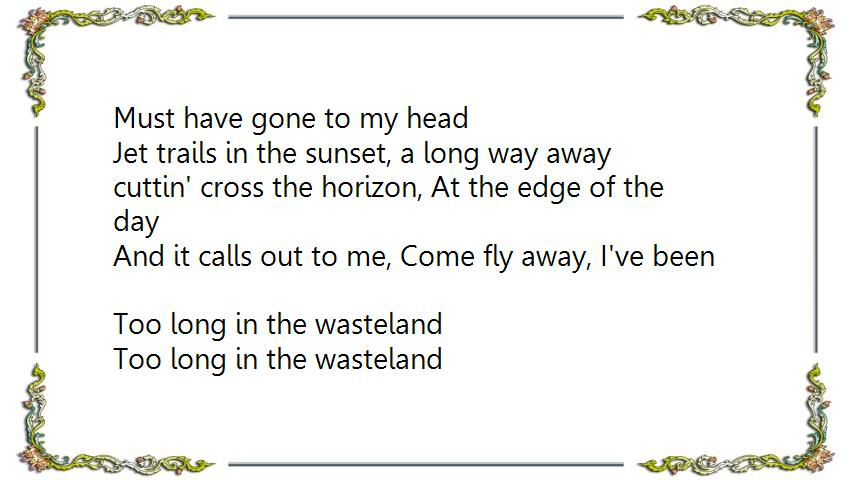 Must have gone to my head
Jet trails in the sunset, a long way away
cuttin' cross the horizon, At the edge of the
day
And it calls out to me, Come fly away, I've been
Too long in the wasteland
Too long in the wasteland